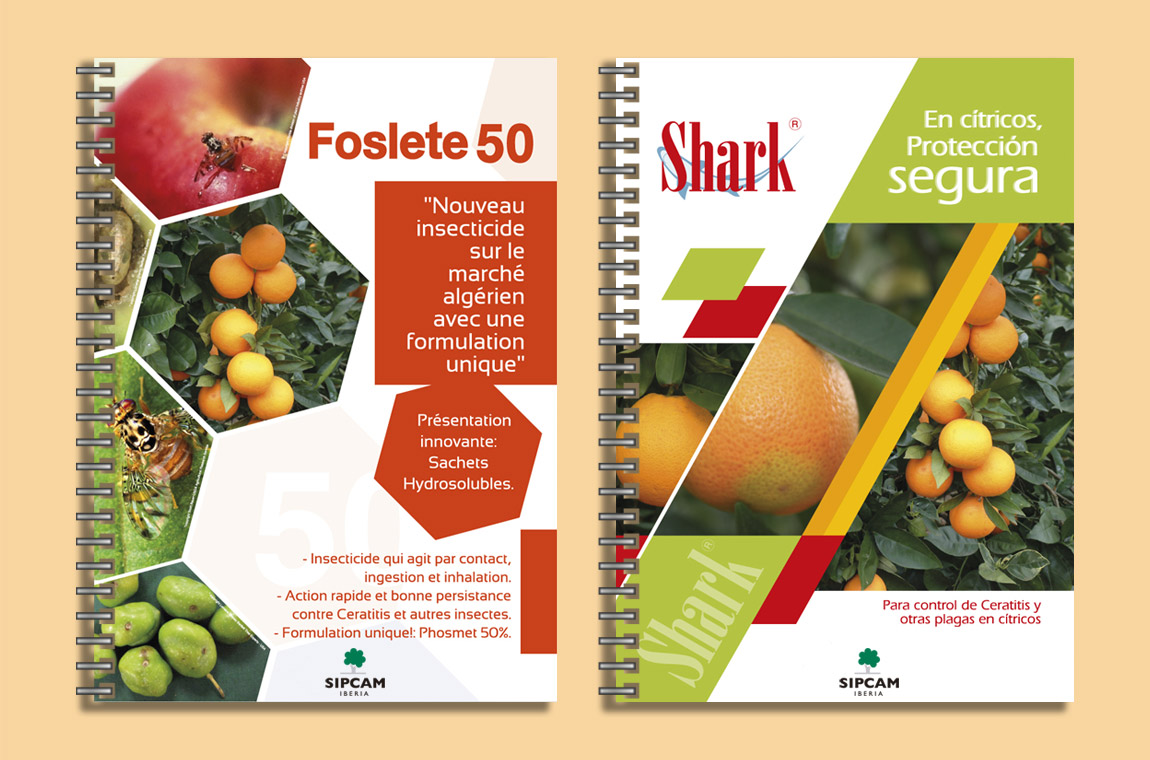 Foslete 50
"Nouveau
insecticide
sur le
marché
algérien
avec une
formulation
unique"
Présentation
innovante:
Sachets
Hydrosolubles.
50
- Insecticide qui agit par contact,
ingestion et inhalation.
- Action rapide et bonne persistance
contre Ceratitis et autres insectes.
- Formulation unique!: Phosmet 50%.
SIPCAM
IBERIA
Shark ®
En cítricos,
Protección
segura
Shark ®
Para control de Ceratitis y
otras plagas en cítricos
SIPCAM
IBERIA